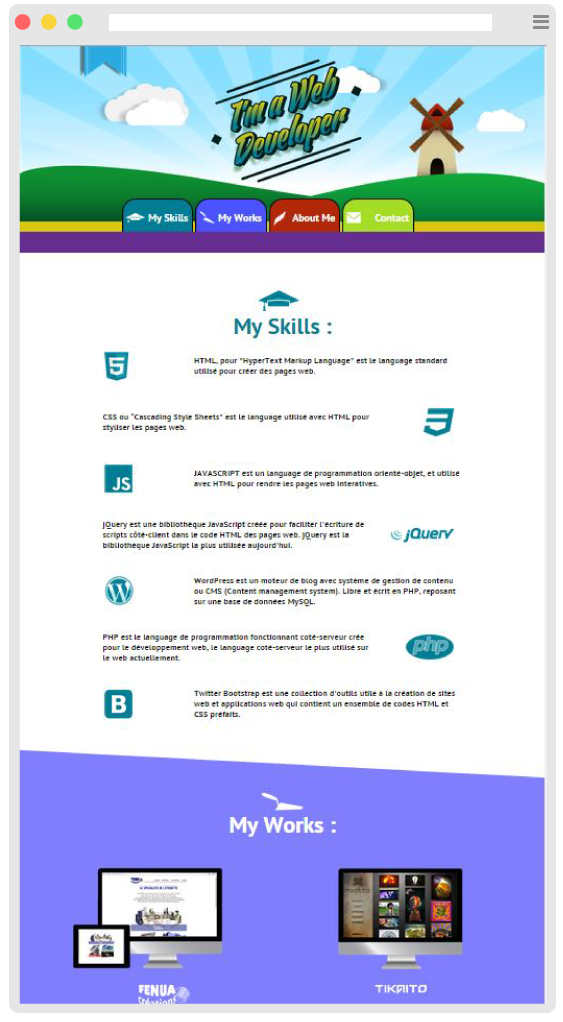 I'm a Web
Developer
My Skills
My Works
About Me
Contact
My Skills :
HTML, pour "HyperText Markup Language" est le language standard
utilisé pour créer des pages web.
CSS ou "Cascading Style Sheets" est le language utilisé avec HTML pour
styliser les pages web.
JS
JAVASCRIPT est un language de programmation orienté-objet, et utilisé
avec HTML pour rendre les pages web interatives.
jQuery est une bibliothèque JavaScript créée pour faciliter l'écriture de
scripts côté-client dans le code HTML des pages web. jQuery est la
bibliothèque JavaScript la plus utilisée aujourd'hui.
jQuery
WordPress est un moteur de blog avec système de gestion de contenu
ou CMS (Content management system). Libre et écrit en PHP, reposant
sur une base de données MySQL.
PHP est le language de programmation fonctionnant coté-serveur crée
pour le développement web, le language coté-serveur le plus utilisé sur
le web actuellement.
php
B
Twitter Bootstrap est une collection d'outils utile à la création de sites
web et applications web qui contient un ensemble de codes HTML et
CSS préfaits.
My Works :
FENUA
Créations
TIKAITO